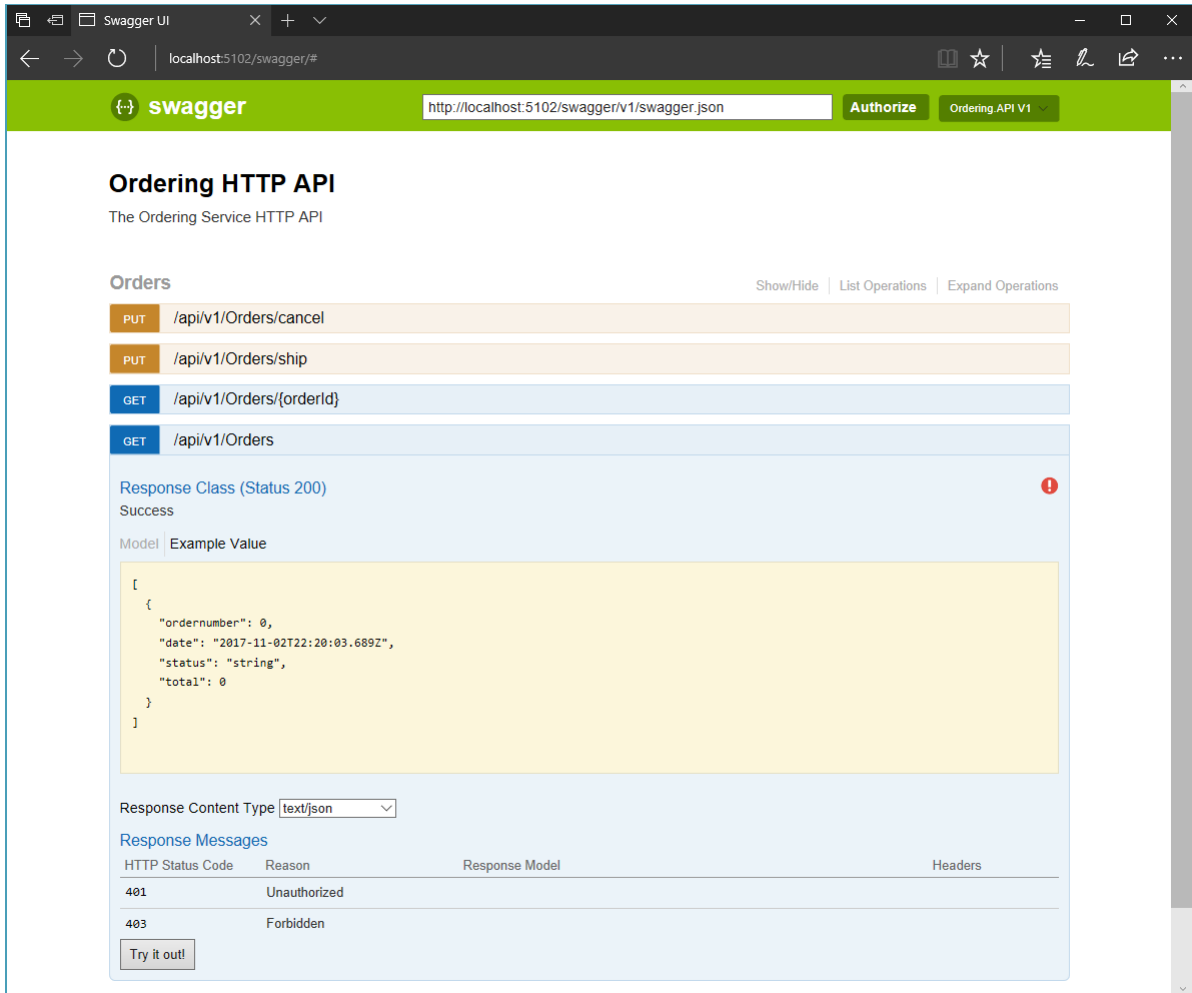 Swagger UI
localhost:5102/swagger/#
{···} swagger http://localhost:5102/swagger/v1/swagger.json Authorize Ordering.API V1
Ordering HTTP API
The Ordering Service HTTP API
Orders Show/Hide List Operations Expand Operations
PUT /api/v1/Orders/cancel
PUT /api/v1/Orders/ship
GET /api/v1/Orders/{orderId}
GET /api/v1/Orders
Response Class (Status 200)
Success
Model Example Value
[
  {
    "ordernumber": 0,
    "date": "2017-11-02T22:20:03.689Z",
    "status": "string",
    "total": 0
  }
]
Response Content Type text/json
Response Messages
HTTP Status Code Reason Response Model Headers
401 Unauthorized
403 Forbidden
Try it out!